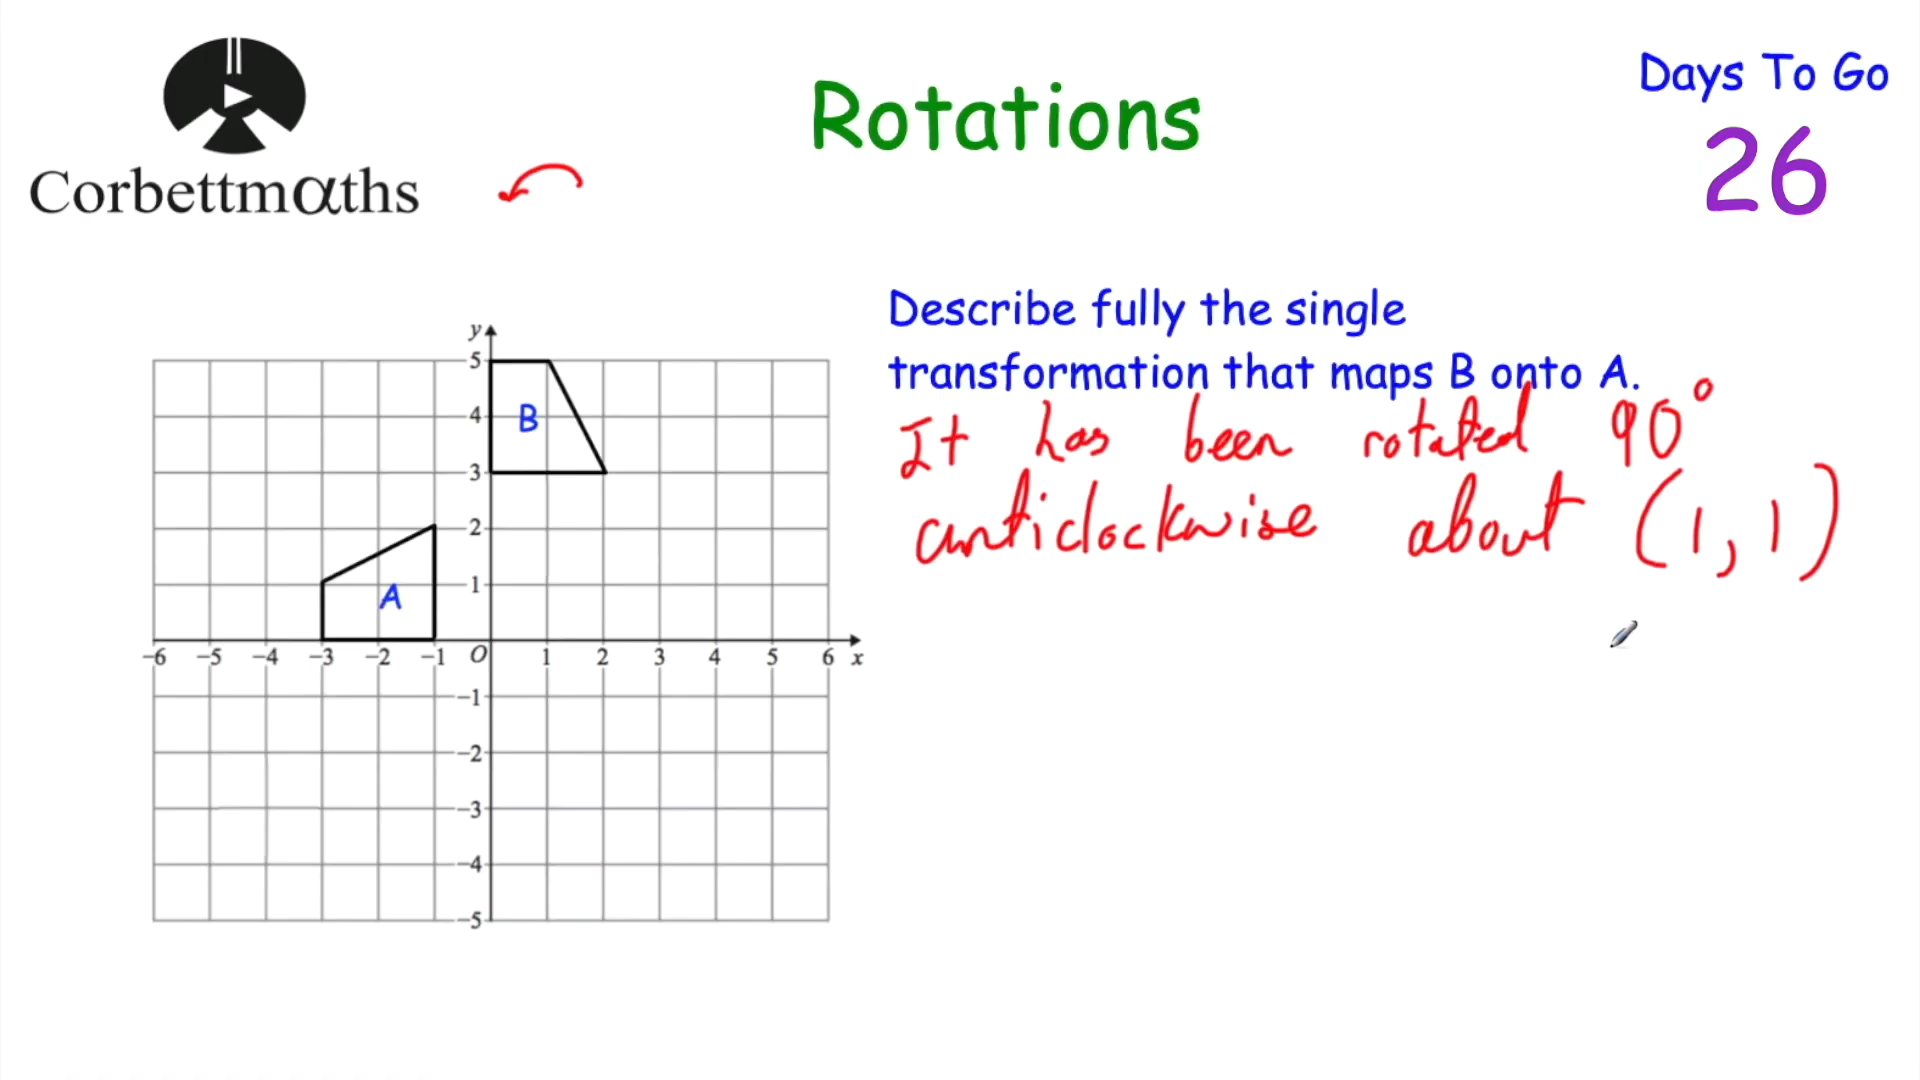 Corbettmαths
Rotations
Days To Go
26
Describe fully the single
transformation that maps B onto A.
It has been rotated 90°
anticlockwise about (1,1)
y
5
4
3
2
1
B
A
−6 −5 −4 −3 −2 −1 O 1 2 3 4 5 6 x
−1
−2
−3
−4
−5